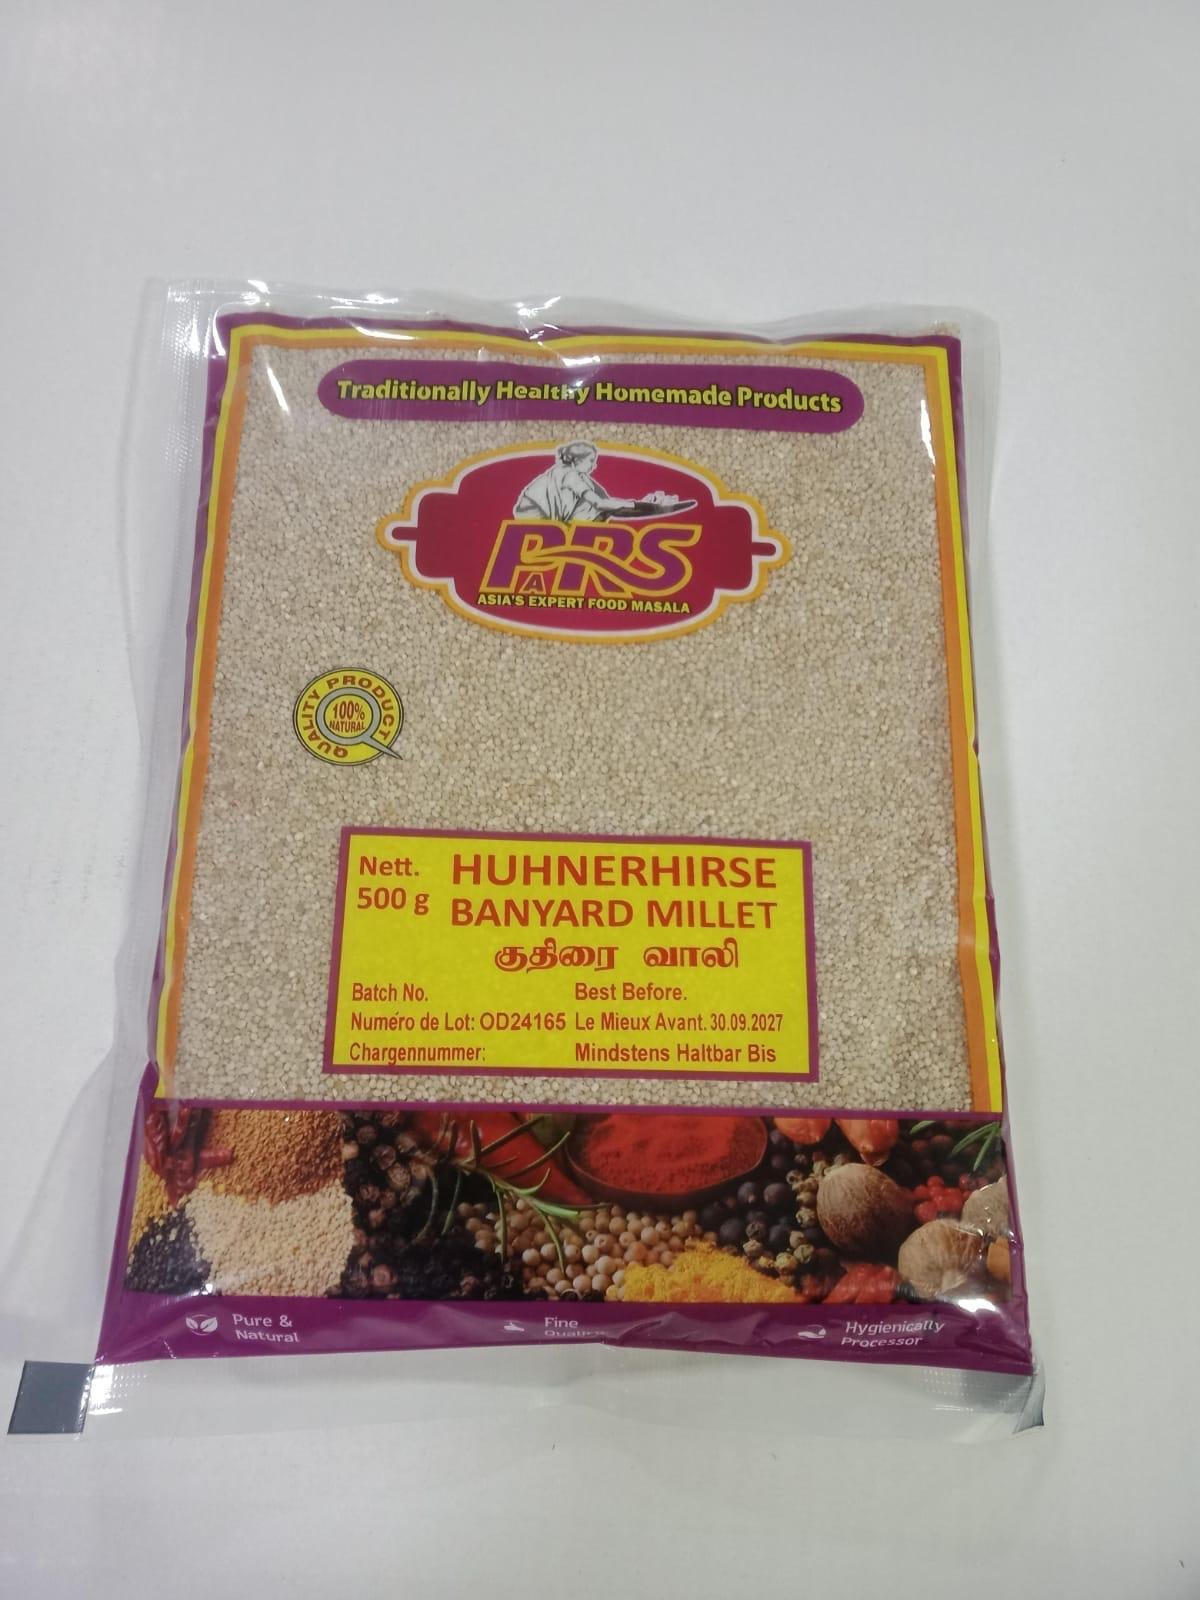 Traditionally Healthy Homemade Products
PARS
ASIA'S EXPERT FOOD MASALA
QUALITY PRODUCT
100%
NATURAL
Nett.
500 g
HUHNERHIRSE
BANYARD MILLET
குதிரை வாலி
Batch No.
Best Before.
Numéro de Lot: OD24165 Le Mieux Avant. 30.09.2027
Chargennummer:
Mindstens Haltbar Bis
Pure &
Natural
Fine
Quality
Hygienically
Processor